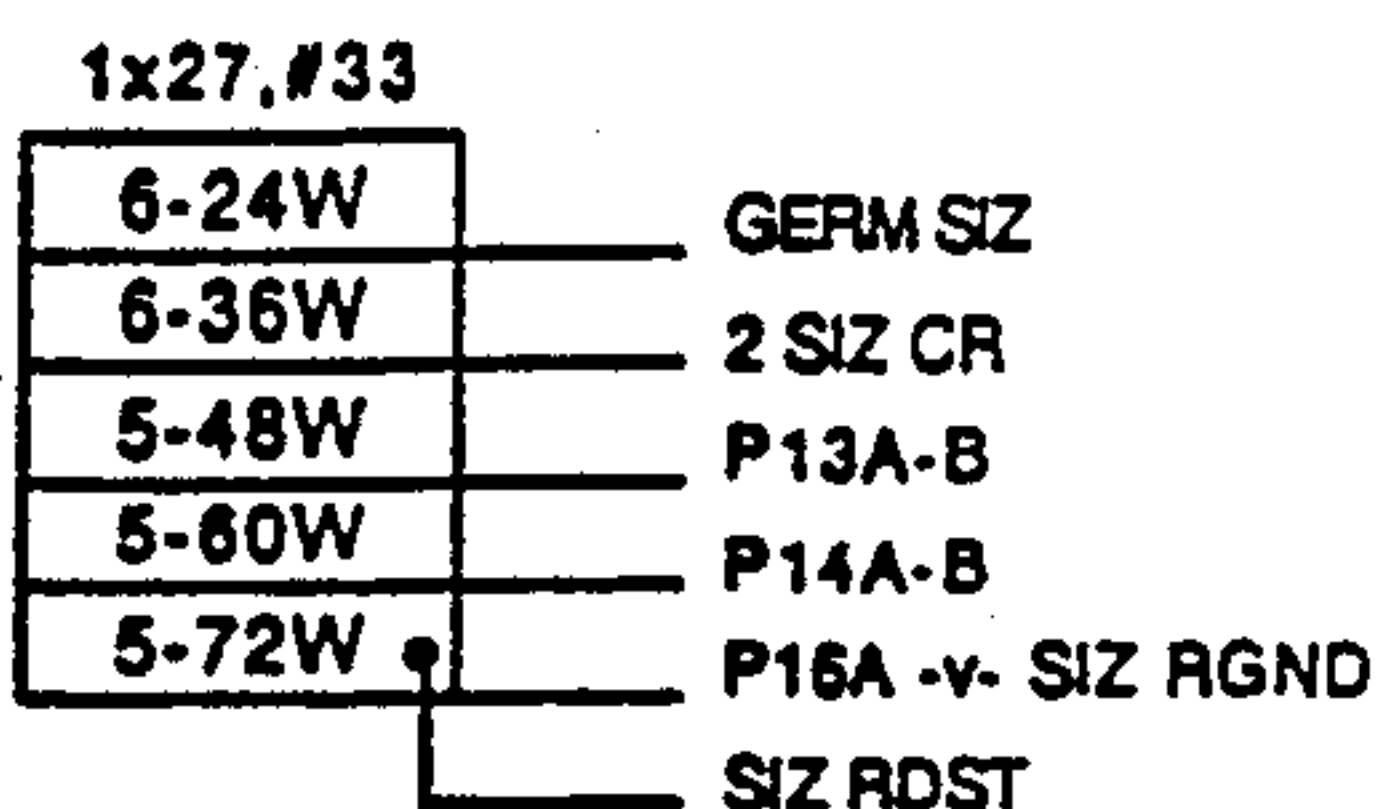 1x27,#33
6-24W
GERM SIZ
6-36W
2 SIZ CR
5-48W
P13A-B
5-60W
P14A-B
5-72W
P15A -v- SIZ RGND
SIZ RDST